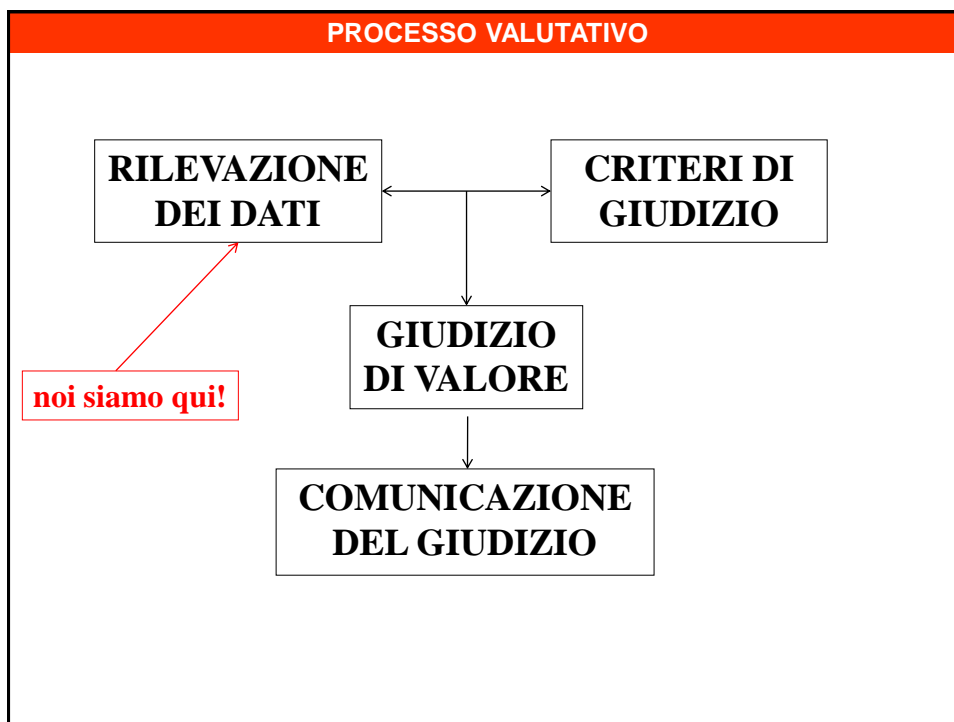 PROCESSO VALUTATIVO
RILEVAZIONE
DEI DATI
CRITERI DI
GIUDIZIO
GIUDIZIO
DI VALORE
noi siamo qui!
COMUNICAZIONE
DEL GIUDIZIO